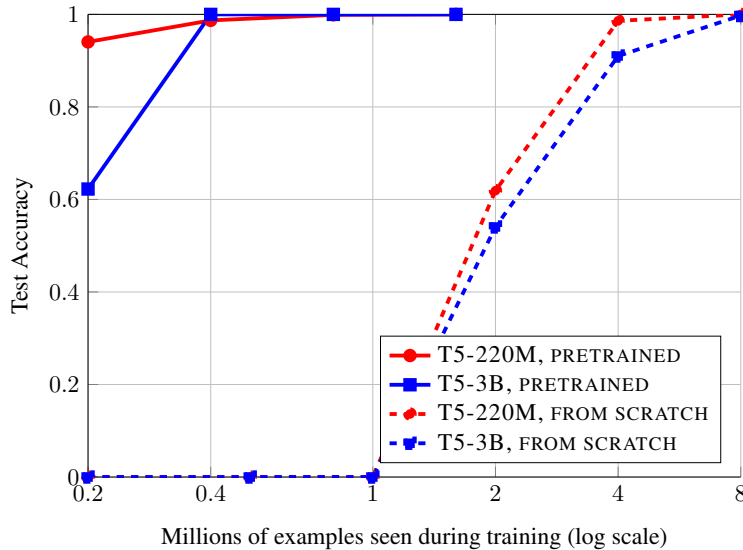 1
0.8
0.6
0.4
0.2
0
Test Accuracy
T5-220M, PRETRAINED
T5-3B, PRETRAINED
T5-220M, FROM SCRATCH
T5-3B, FROM SCRATCH
0.2 0.4 1 2 4 8
Millions of examples seen during training (log scale)